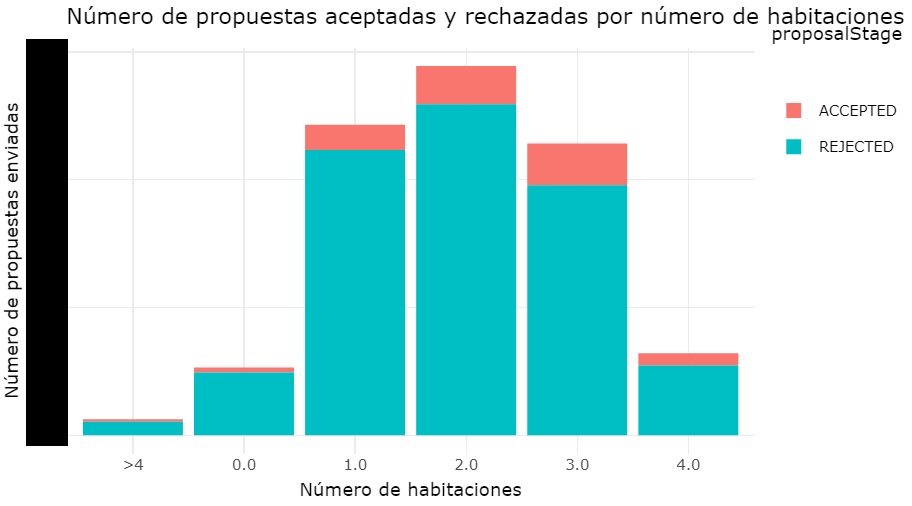 Número de propuestas aceptadas y rechazadas por número de habitaciones
proposalStage
ACCEPTED
REJECTED
Número de propuestas enviadas
>4
0.0
1.0
2.0
3.0
4.0
Número de habitaciones